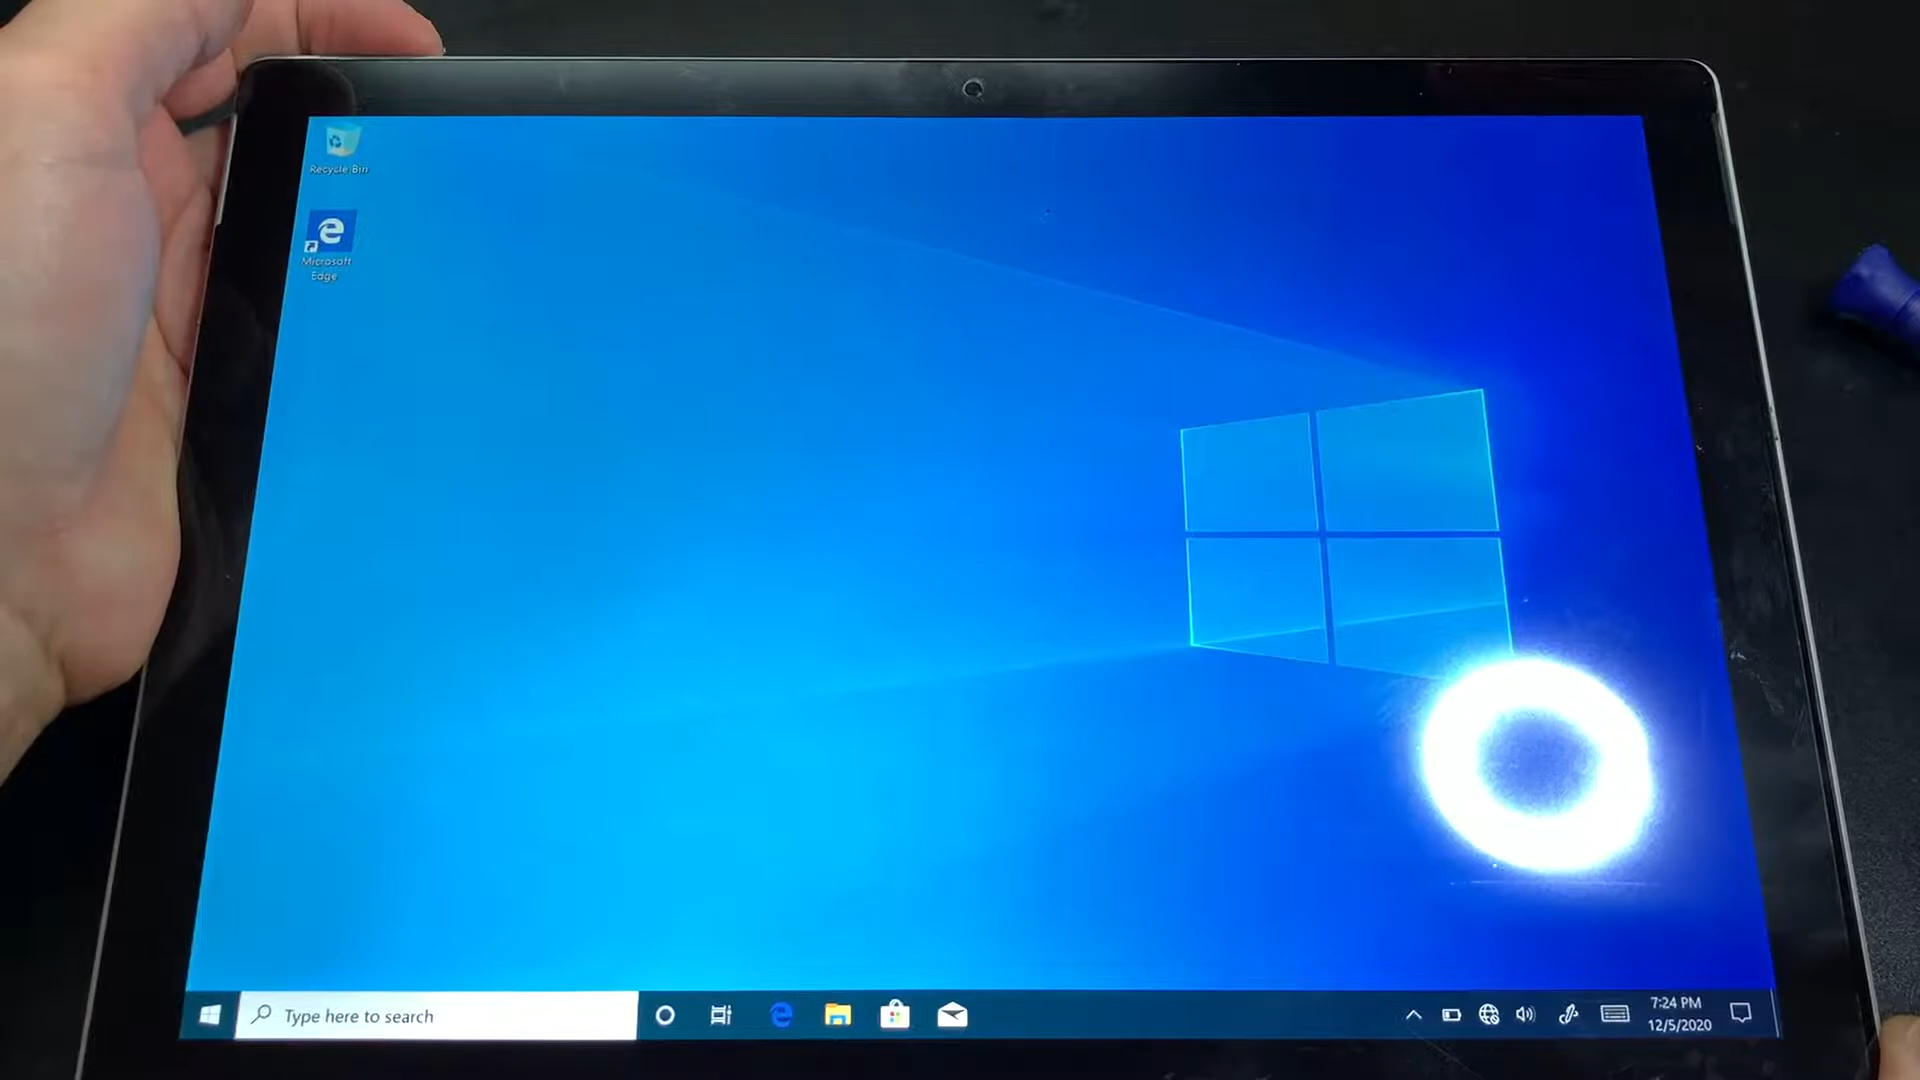 Recycle Bin
Microsoft
Edge
Type here to search
7:24 PM
12/5/2020